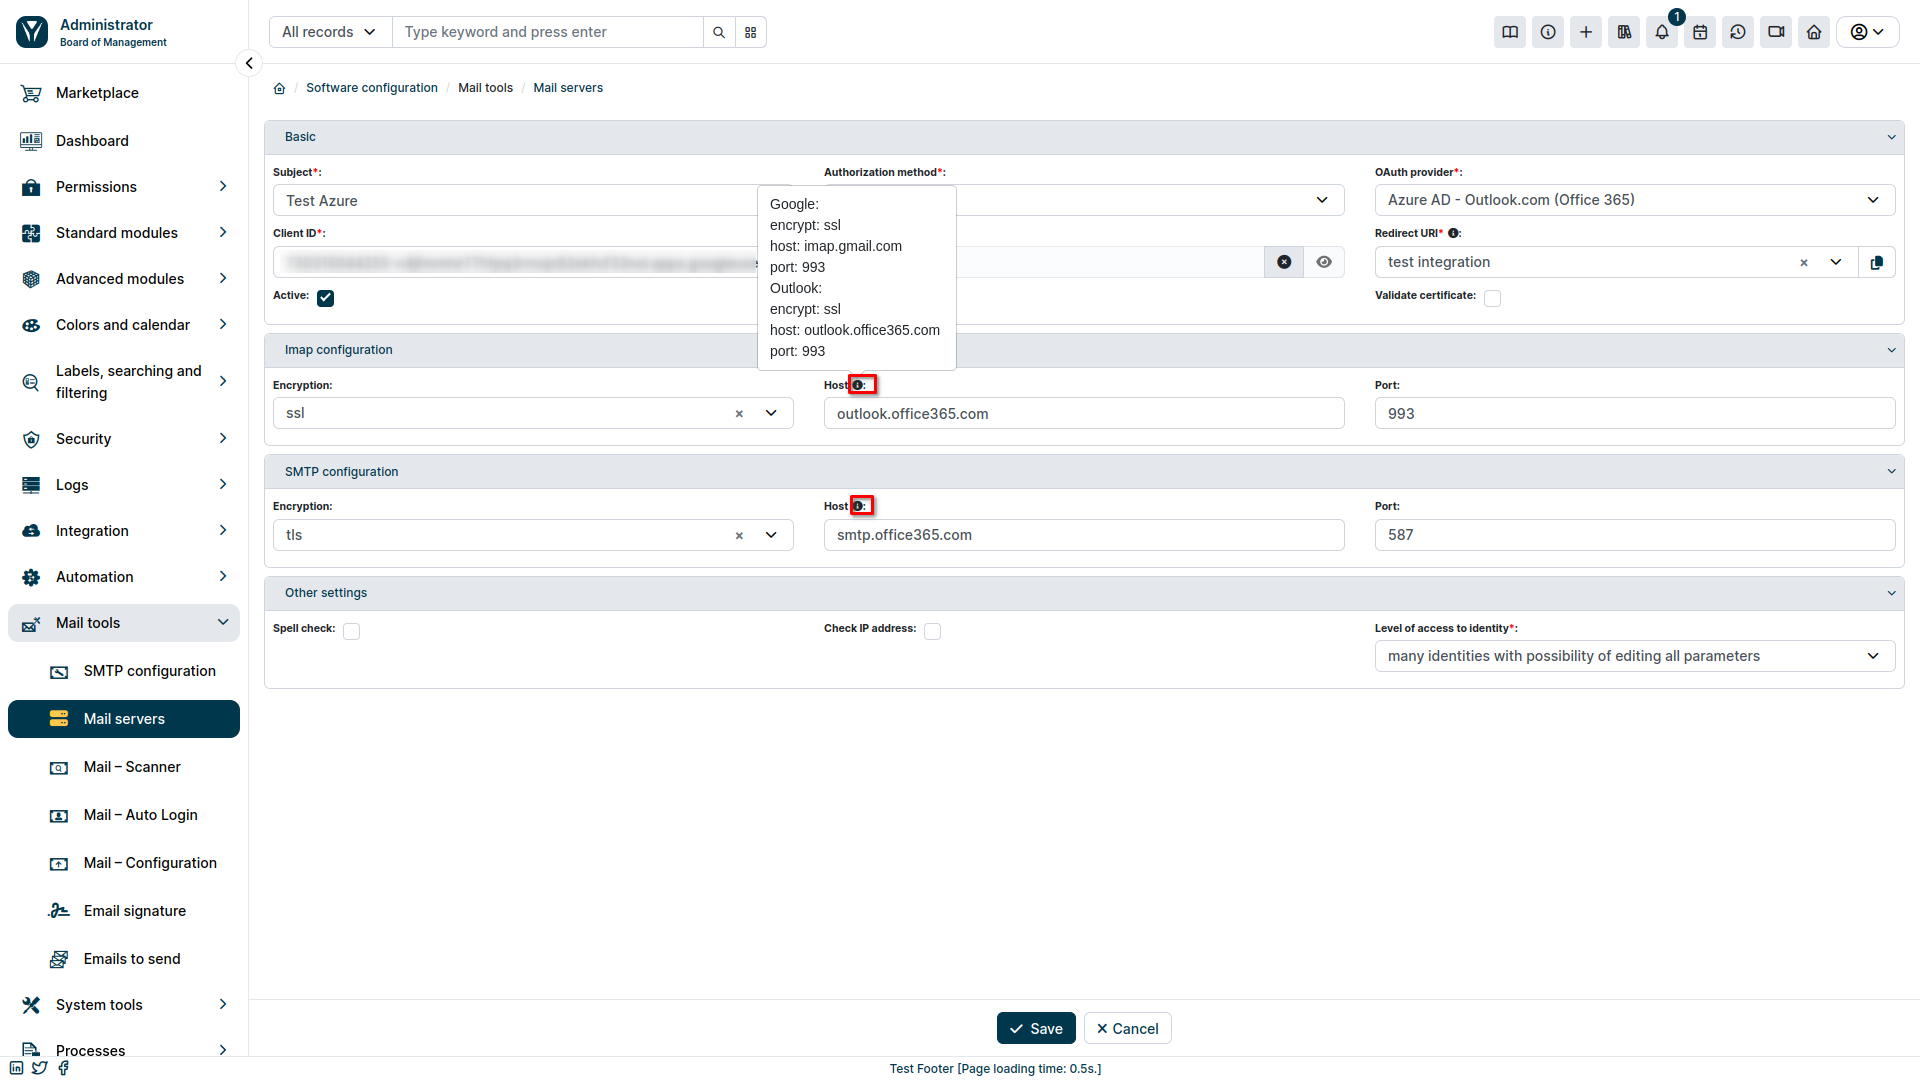 Administrator
Board of Management
All records
Type keyword and press enter
1
Marketplace
Dashboard
Permissions
Standard modules
Advanced modules
Colors and calendar
Labels, searching and
filtering
Security
Logs
Integration
Automation
Mail tools
SMTP configuration
Mail servers
Mail – Scanner
Mail – Auto Login
Mail – Configuration
Email signature
Emails to send
System tools
Processes
/ Software configuration / Mail tools / Mail servers
Basic
Subject*:
Test Azure
Authorization method*:
OAuth provider*:
Azure AD - Outlook.com (Office 365)
Client ID*:
Redirect URI* :
test integration
Active:
Validate certificate:
Google:
encrypt: ssl
host: imap.gmail.com
port: 993
Outlook:
encrypt: ssl
host: outlook.office365.com
port: 993
Imap configuration
Encryption:
ssl
Host :
outlook.office365.com
Port:
993
SMTP configuration
Encryption:
tls
Host :
smtp.office365.com
Port:
587
Other settings
Spell check:
Check IP address:
Level of access to identity*:
many identities with possibility of editing all parameters
Save
Cancel
Test Footer [Page loading time: 0.5s.]